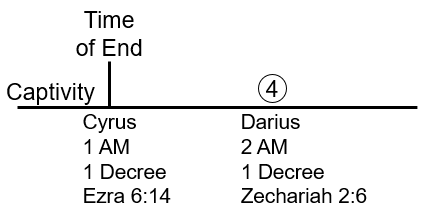 Time
of End
Captivity
4
Cyrus
1 AM
1 Decree
Ezra 6:14
Darius
2 AM
1 Decree
Zechariah 2:6